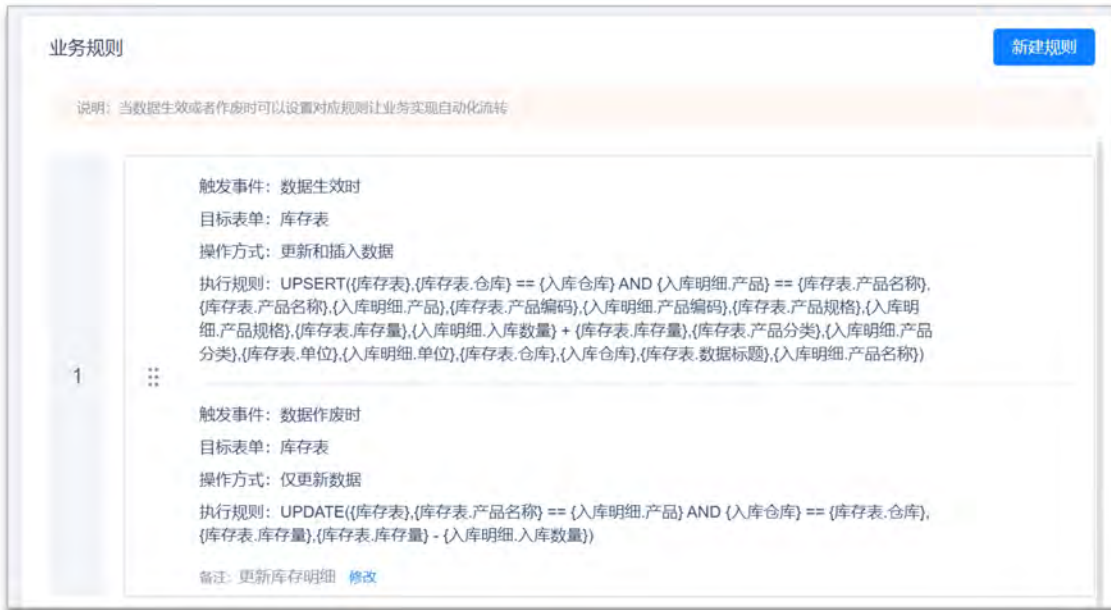 业务规则
新建规则
说明：当数据生效或者作废时可以设置对应规则让业务实现自动化流转
触发事件：数据生效时
目标表单：库存表
操作方式：更新和插入数据
执行规则：UPSERT({库存表},{库存表.仓库} == {入库仓库} AND {入库明细.产品} == {库存表.产品名称},
{库存表.产品名称},{入库明细.产品},{库存表.产品编码},{入库明细.产品编码},{库存表.产品规格},{入库明
细.产品规格},{库存表.库存量},{入库明细.入库数量} + {库存表.库存量},{库存表.产品分类},{入库明细.产品
分类},{库存表.单位},{入库明细.单位},{库存表.仓库},{入库仓库},{库存表.数据标题},{入库明细.产品名称})
1
触发事件：数据作废时
目标表单：库存表
操作方式：仅更新数据
执行规则：UPDATE({库存表},{库存表.产品名称} == {入库明细.产品} AND {入库仓库} == {库存表.仓库},
{库存表.库存量},{库存表.库存量} - {入库明细.入库数量})
备注：更新库存明细 修改